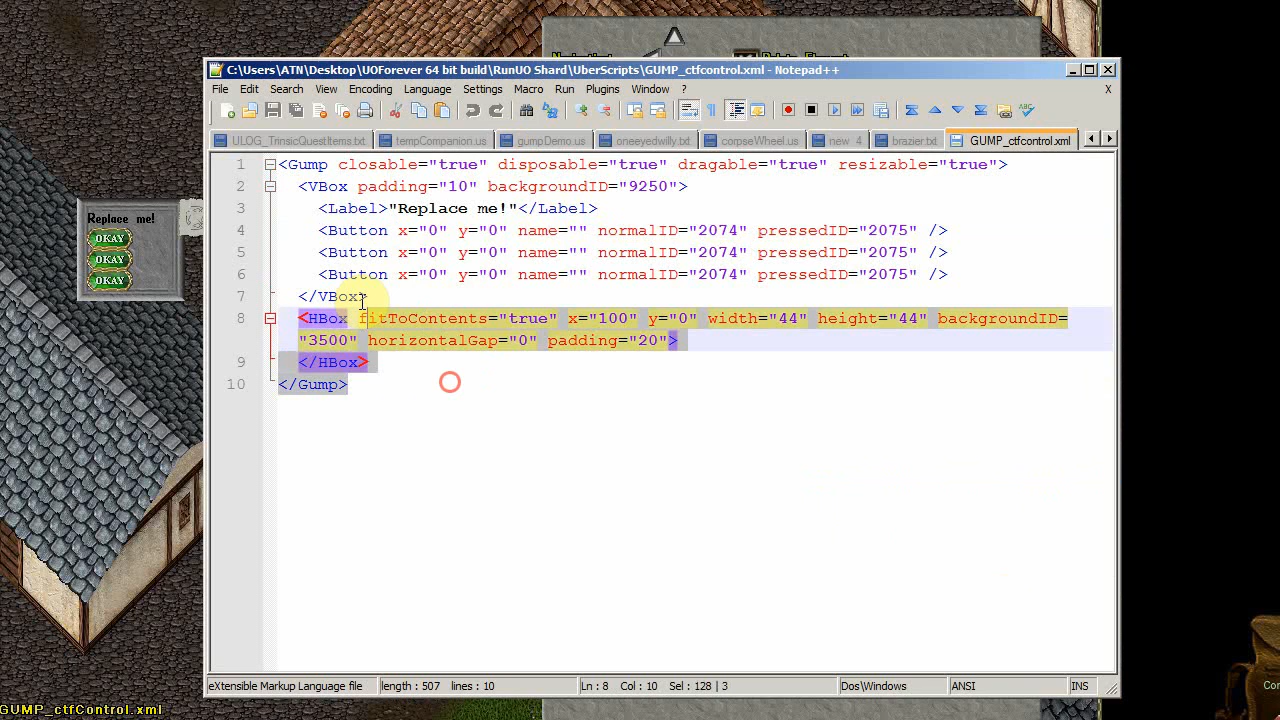 C:\Users\ATN\Desktop\UOForever 64 bit build\RunUO Shard\UberScripts\GUMP_ctfcontrol.xml - Notepad++
File Edit Search View Encoding Language Settings Macro Run Plugins Window ? X
ULOG_TrinsicQuestItems.txt tempCompanion.us gumpDemo.us oneeyedwilly.txt corpseWheel.us new 4 brazier.txt GUMP_ctfcontrol.xml
1 <Gump closable="true" disposable="true" dragable="true" resizable="true">
2 <VBox padding="10" backgroundID="9250">
3 <Label>"Replace me!"</Label>
4 <Button x="0" y="0" name="" normalID="2074" pressedID="2075" />
5 <Button x="0" y="0" name="" normalID="2074" pressedID="2075" />
6 <Button x="0" y="0" name="" normalID="2074" pressedID="2075" />
7 </VBox>
8 <HBox fitToContents="true" x="100" y="0" width="44" height="44" backgroundID=
"3500" horizontalGap="0" padding="20">
9 </HBox>
10 </Gump>
Replace me!
OKAY
OKAY
OKAY
eXtensible Markup Language file length : 507 lines : 10 Ln : 8 Col : 10 Sel : 128 | 3 Dos\Windows ANSI INS
GUMP_ctfControl.xml
Con